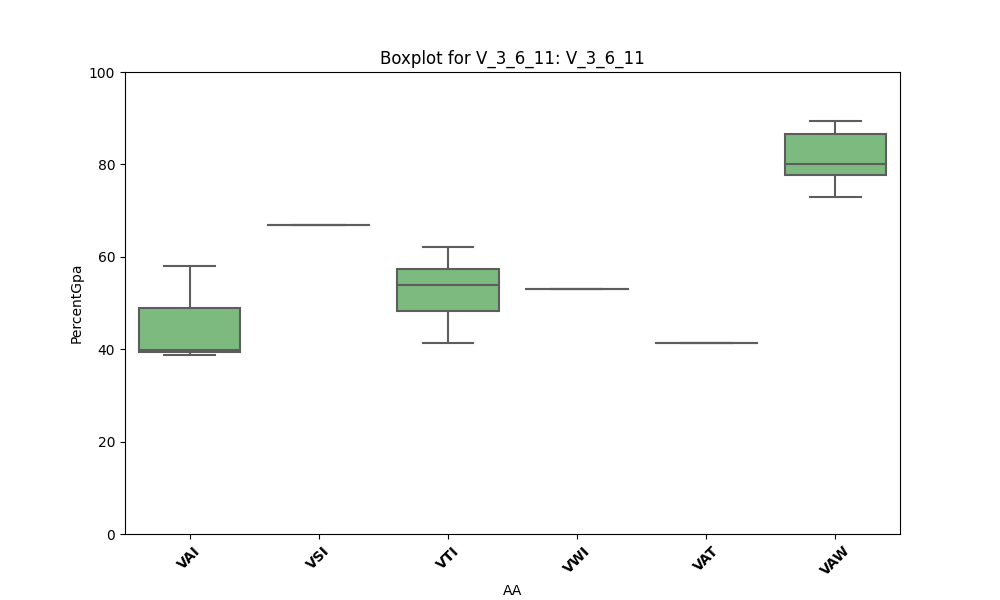 Boxplot for V_3_6_11: V_3_6_11
100
80
60
40
20
0
PercentGpa
VAI
VSI
VTI
VWI
VAT
VAW
AA